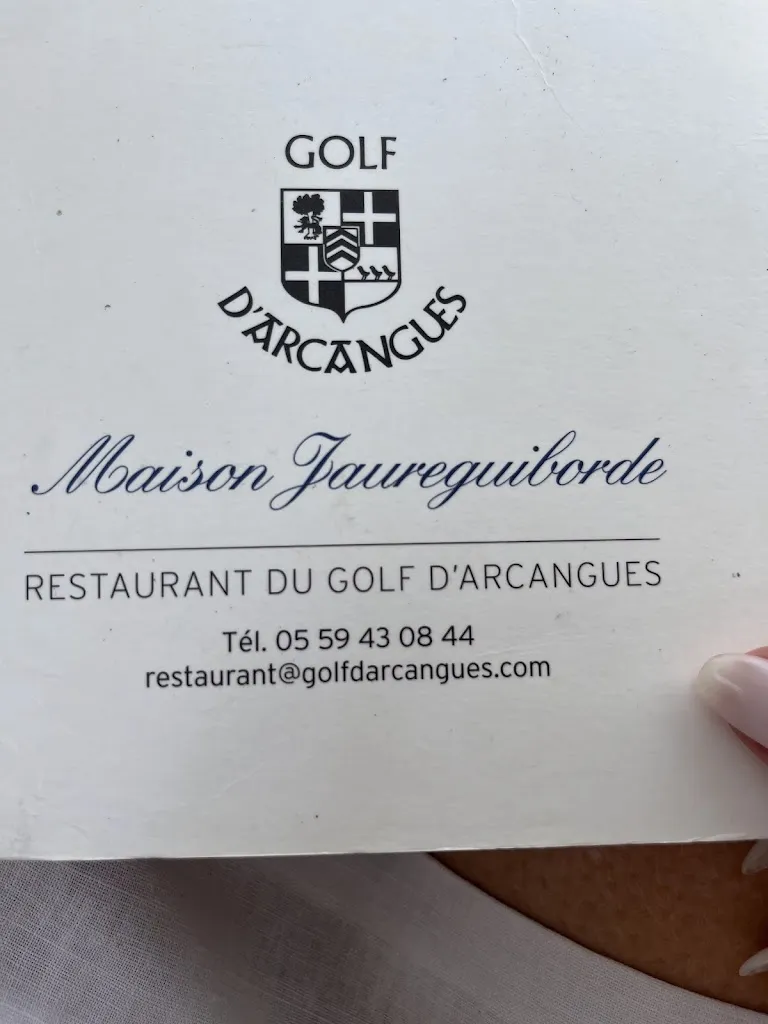 GOLF
D'ARCANGUES
Maison Jaureguiborde
RESTAURANT DU GOLF D'ARCANGUES
Tél. 05 59 43 08 44
restaurant@golfdarcangues.com